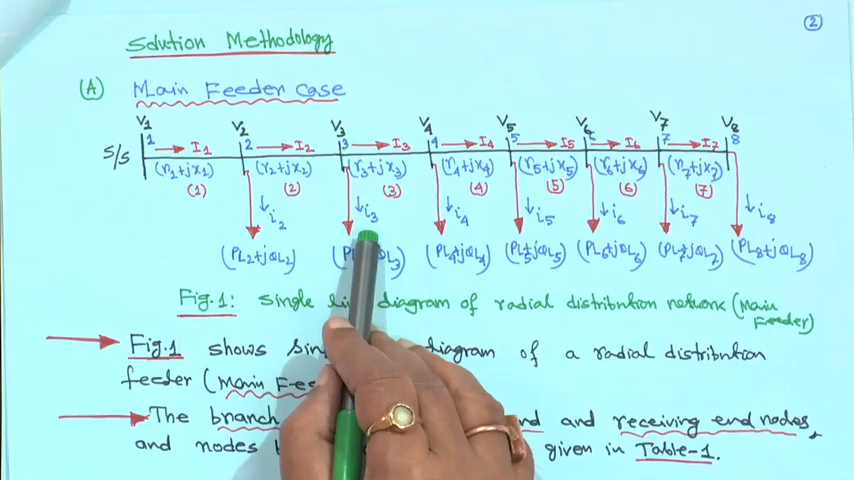 2
Solution Methodology
(A) Main Feeder case
V1 V2 V3 V4 V5 V6 V7 V8
S/S 1 I1 2 I2 3 I3 4 I4 5 I5 6 I6 7 I7 8
(r1+jx1) (r2+jx2) (r3+jx3) (r4+jx4) (r5+jx5) (r6+jx6) (r7+jx7)
(1) (2) (3) (4) (5) (6) (7)
i2 i3 i4 i5 i6 i7 i8
(PL2+jQL2) (PL4+jQL4) (PL5+jQL5) (PL6+jQL6) (PL7+jQL7) (PL8+jQL8)
Fig.1: Single line diagram of radial distribution network (Main
Feeder)
Fig.1 shows diagram of a radial distribution
feeder (Main
The branch and receiving end nodes,
and nodes given in Table-1.